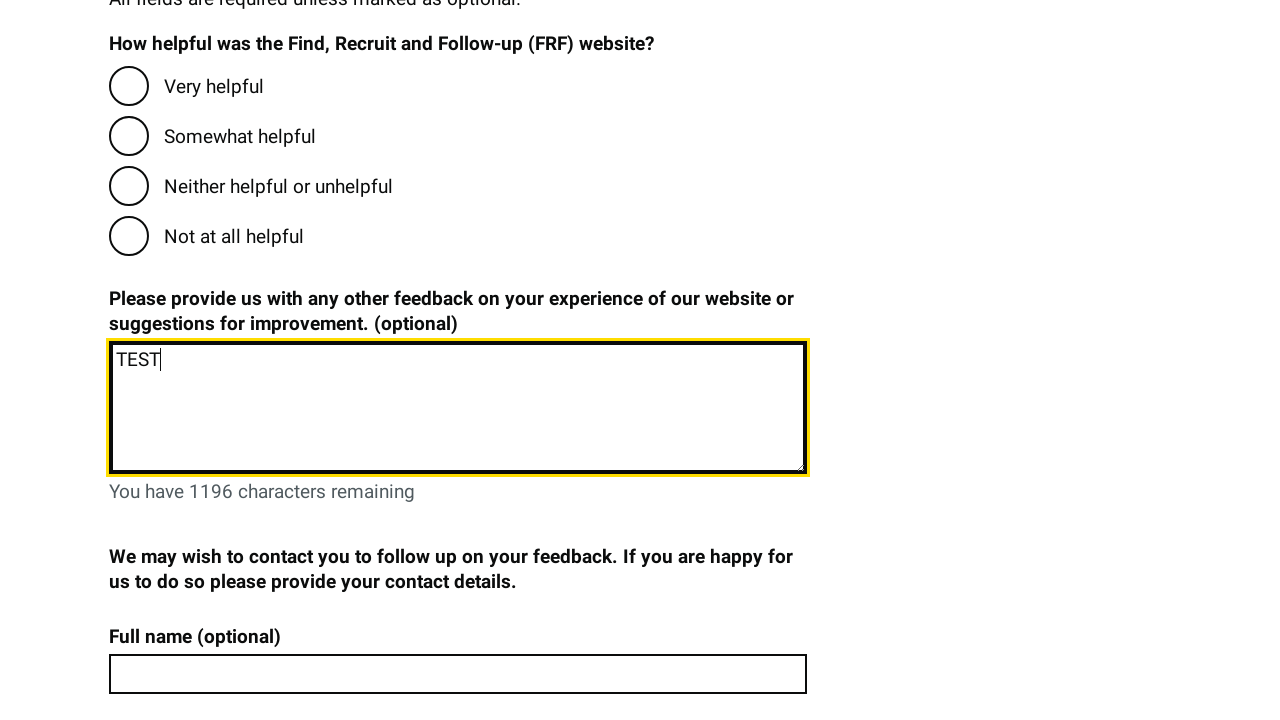 All fields are required unless marked as optional.
How helpful was the Find, Recruit and Follow-up (FRF) website?
Very helpful
Somewhat helpful
Neither helpful or unhelpful
Not at all helpful
Please provide us with any other feedback on your experience of our website or
suggestions for improvement. (optional)
TEST
You have 1196 characters remaining
We may wish to contact you to follow up on your feedback. If you are happy for
us to do so please provide your contact details.
Full name (optional)